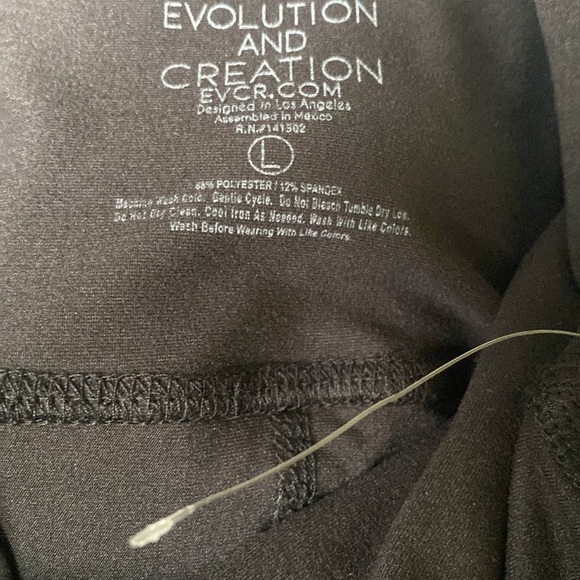 EVOLUTION
AND
CREATION
EVCR.COM
Designed in Los Angeles
Assembled in Mexico
R.N.#141302
L
88% POLYESTER / 12% SPANDEX
Machine Wash Cold. Gentle Cycle. Do Not Bleach Tumble Dry Low.
Do Not Dry Clean. Cool Iron As Needed. Wash With Like Colors.
Wash Before Wearing With Like Colors.